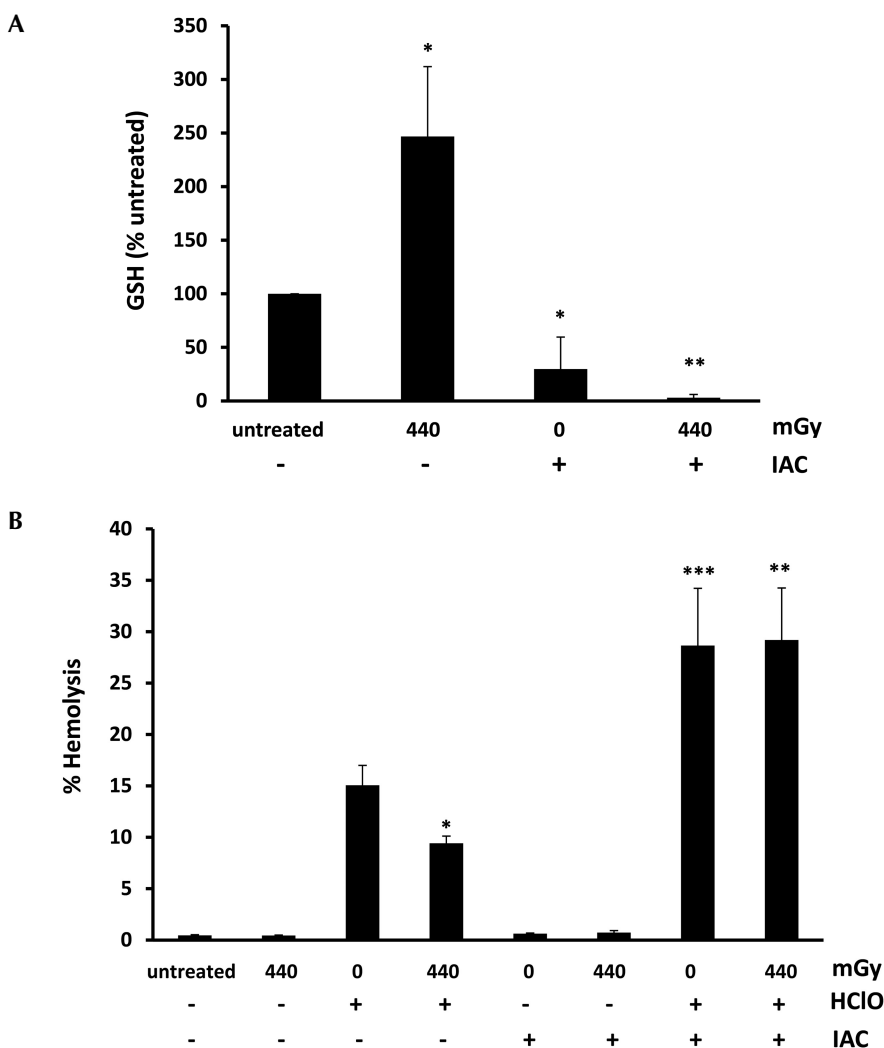 A
GSH (% untreated)
350
300
250
200
150
100
50
0
*
*
**
untreated 440 0 440 mGy
- - + + IAC
B
% Hemolysis
40
35
30
25
20
15
10
5
0
*
***
**
untreated 440 0 440 0 440 0 440 mGy
- - + + - - + + HClO
- - - - + + + + IAC